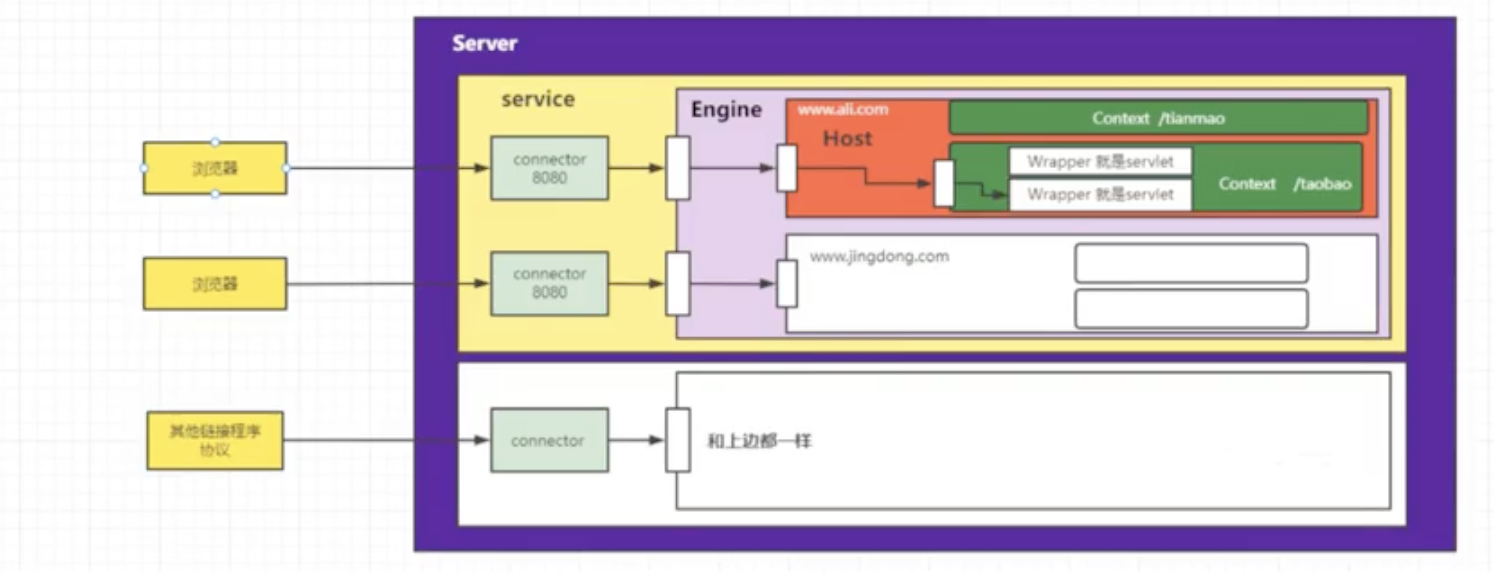 Server
service
Engine
www.ali.com
Host
Context /tianmao
浏览器
connector
8080
Wrapper 就是servlet
Wrapper 就是servlet
Context /taobao
浏览器
connector
8080
www.jingdong.com
其他链接程序
协议
connector
和上边都一样